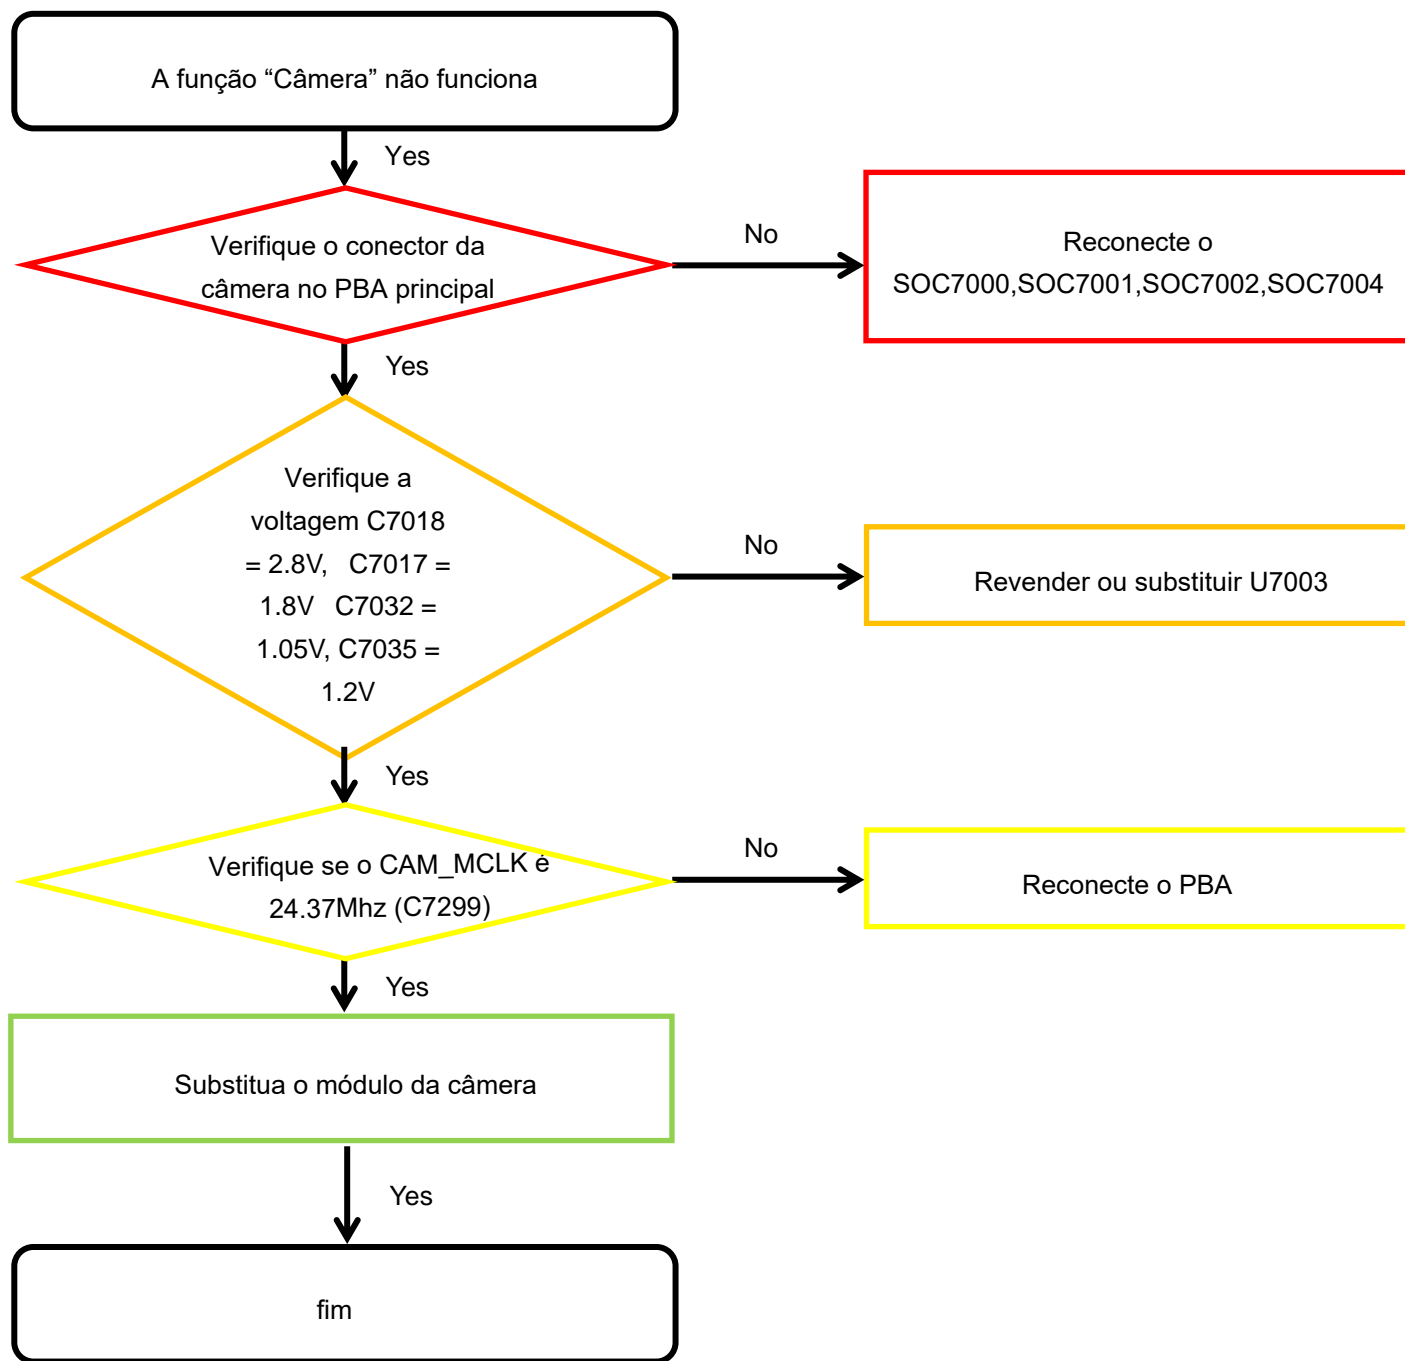 A função “Câmera” não funciona
Yes
Verifique o conector da
câmera no PBA principal
No
Reconecte o
SOC7000,SOC7001,SOC7002,SOC7004
Yes
Verifique a
voltagem C7018
= 2.8V,   C7017 =
1.8V   C7032 =
1.05V, C7035 =
1.2V
No
Revender ou substituir U7003
Yes
Verifique se o CAM_MCLK é
24.37Mhz (C7299)
No
Reconecte o PBA
Yes
Substitua o módulo da câmera
Yes
fim